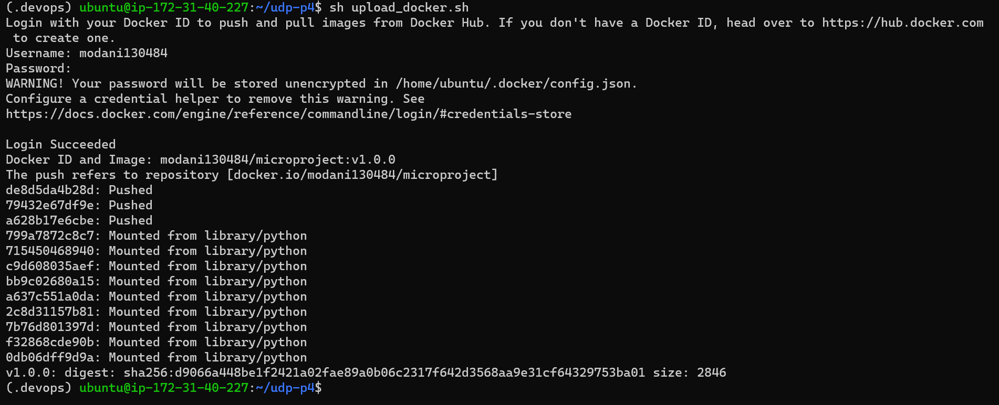 (.devops) ubuntu@ip-172-31-40-227:~/udp-p4$ sh upload_docker.sh
Login with your Docker ID to push and pull images from Docker Hub. If you don't have a Docker ID, head over to https://hub.docker.com
 to create one.
Username: modani130484
Password:
WARNING! Your password will be stored unencrypted in /home/ubuntu/.docker/config.json.
Configure a credential helper to remove this warning. See
https://docs.docker.com/engine/reference/commandline/login/#credentials-store

Login Succeeded
Docker ID and Image: modani130484/microproject:v1.0.0
The push refers to repository [docker.io/modani130484/microproject]
de8d5da4b28d: Pushed
79432e67df9e: Pushed
a628b17e6cbe: Pushed
799a7872c8c7: Mounted from library/python
715450468940: Mounted from library/python
c9d608035aef: Mounted from library/python
bb9c02680a15: Mounted from library/python
a637c551a0da: Mounted from library/python
2c8d31157b81: Mounted from library/python
7b76d801397d: Mounted from library/python
f32868cde90b: Mounted from library/python
0db06dff9d9a: Mounted from library/python
v1.0.0: digest: sha256:d9066a448be1f2421a02fae89a0b06c2317f642d3568aa9e31cf64329753ba01 size: 2846
(.devops) ubuntu@ip-172-31-40-227:~/udp-p4$